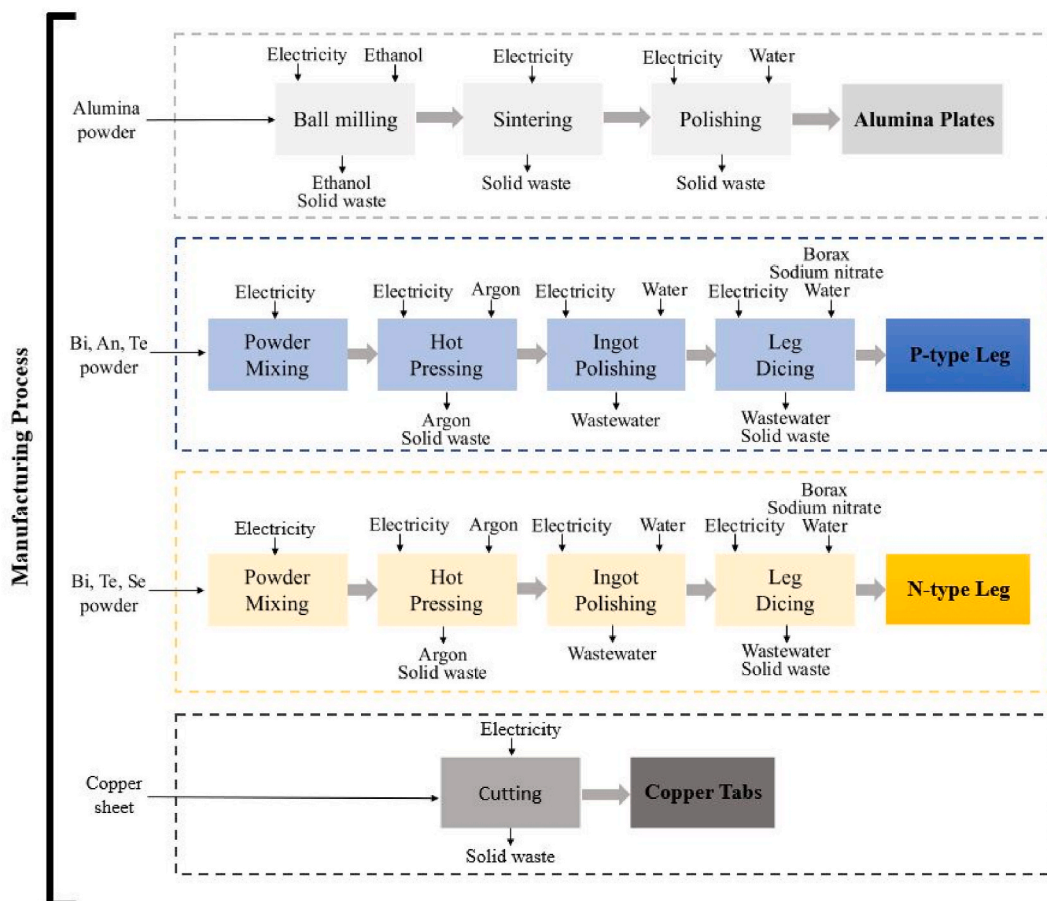 Manufacturing Process
Electricity
Ethanol
Electricity
Electricity
Water
Alumina
powder
Ball milling
Sintering
Polishing
Alumina Plates
Ethanol
Solid waste
Solid waste
Solid waste
Electricity
Electricity
Argon
Electricity
Water
Electricity
Borax
Sodium nitrate
Water
Bi, An, Te
powder
Powder
Mixing
Hot
Pressing
Ingot
Polishing
Leg
Dicing
P-type Leg
Argon
Solid waste
Wastewater
Wastewater
Solid waste
Electricity
Electricity
Argon
Electricity
Water
Electricity
Borax
Sodium nitrate
Water
Bi, Te, Se
powder
Powder
Mixing
Hot
Pressing
Ingot
Polishing
Leg
Dicing
N-type Leg
Argon
Solid waste
Wastewater
Wastewater
Solid waste
Electricity
Copper
sheet
Cutting
Copper Tabs
Solid waste